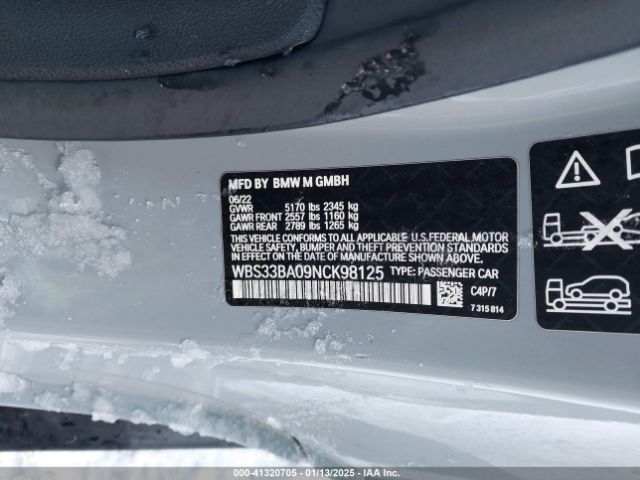 MFD BY BMW M GMBH
06/22
GVWR 5170 lbs 2345 kg
GAWR FRONT 2557 lbs 1160 kg
GAWR REAR 2789 lbs 1265 kg
THIS VEHICLE CONFORMS TO ALL APPLICABLE U.S. FEDERAL MOTOR
VEHICLE SAFETY, BUMPER, AND THEFT PREVENTION
STANDARDS IN EFFECT ON THE DATE OF
MANUFACTURE SHOWN ABOVE.
WBS33BA09NCK98125 TYPE: PASSENGER CAR
C4P/7
7 315 814
000-41320705 - 01/13/2025 - IAA Inc.